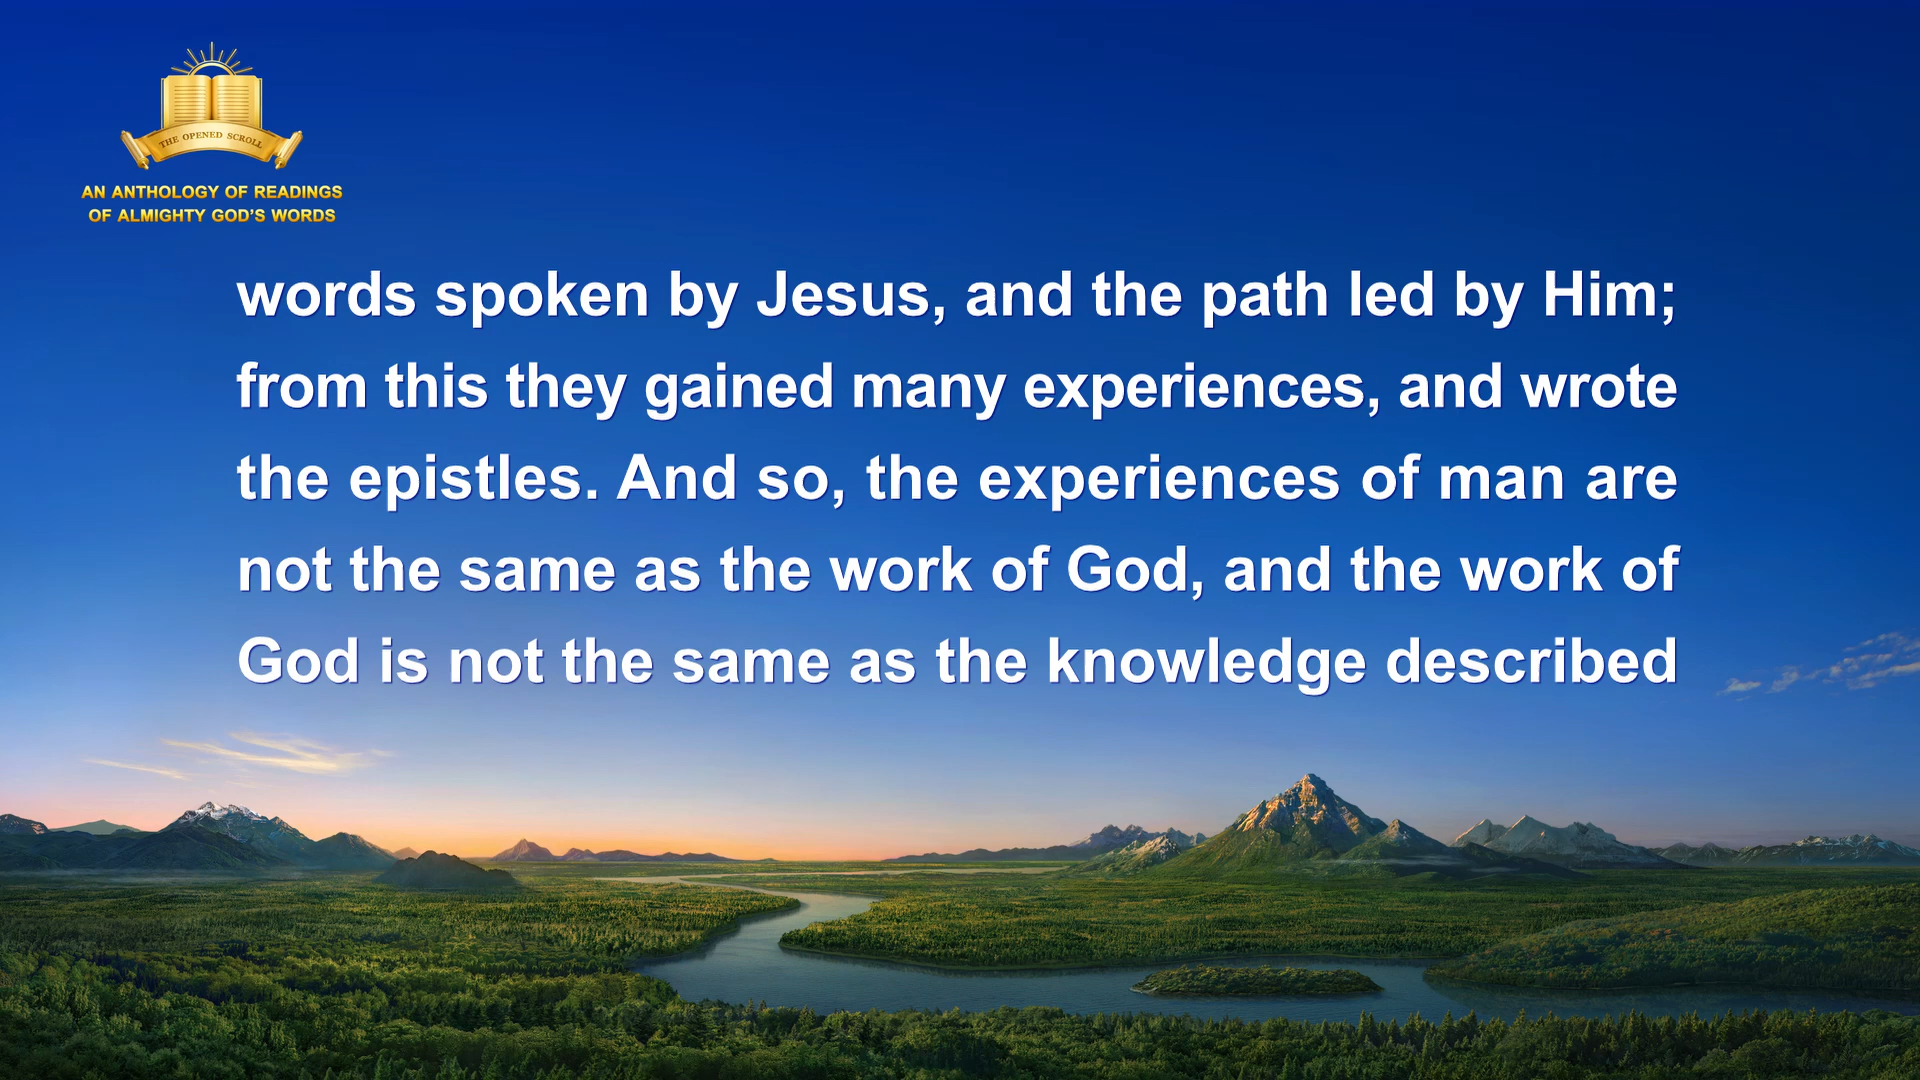 THE OPENED SCROLL
AN ANTHOLOGY OF READINGS
OF ALMIGHTY GOD'S WORDS
words spoken by Jesus, and the path led by Him;
from this they gained many experiences, and wrote
the epistles. And so, the experiences of man are
not the same as the work of God, and the work of
God is not the same as the knowledge described